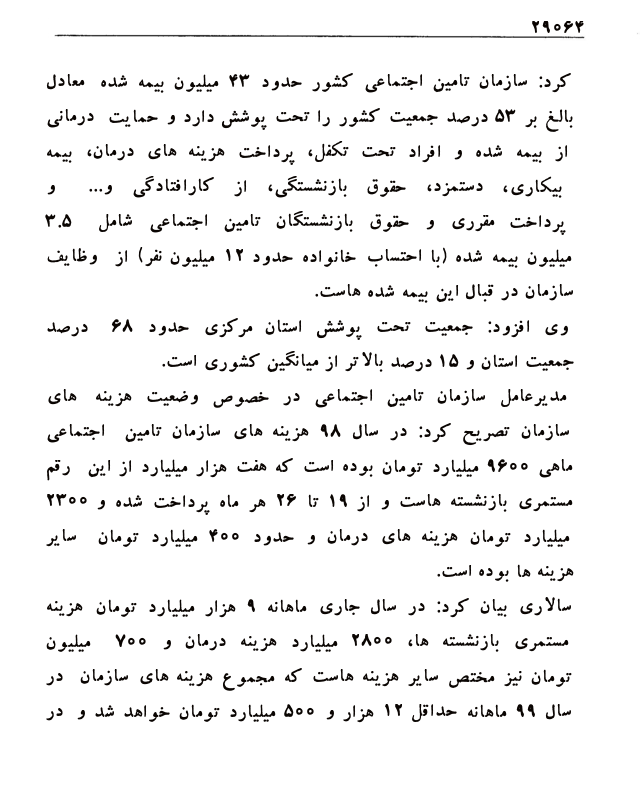 ۲۹۰۶۴
کرد: سازمان تامین اجتماعی کشور حدود ۴۳ میلیون بیمه شده معادل
بالغ بر ۵۳ درصد جمعیت کشور را تحت پوشش دارد و حمایت درمانی
از بیمه شده و افراد تحت تکفل، پرداخت هزینه های درمان، بیمه
بیکاری، دستمزد، حقوق بازنشستگی، از کارافتادگی و... و
پرداخت مقرری و حقوق بازنشستگان تامین اجتماعی شامل ۳.۵
میلیون بیمه شده (با احتساب خانواده حدود ۱۲ میلیون نفر) از وظایف
سازمان در قبال این بیمه شده هاست.
وی افزود: جمعیت تحت پوشش استان مرکزی حدود ۶۸ درصد
جمعیت استان و ۱۵ درصد بالاتر از میانگین کشوری است.
مدیرعامل سازمان تامین اجتماعی در خصوص وضعیت هزینه های
سازمان تصریح کرد: در سال ۹۸ هزینه های سازمان تامین اجتماعی
ماهی ۹۶۰۰ میلیارد تومان بوده است که هفت هزار میلیارد از این رقم
مستمری بازنشسته هاست و از ۱۹ تا ۲۶ هر ماه پرداخت شده و ۲۳۰۰
میلیارد تومان هزینه های درمان و حدود ۴۰۰ میلیارد تومان سایر
هزینه ها بوده است.
سالاری بیان کرد: در سال جاری ماهانه ۹ هزار میلیارد تومان هزینه
مستمری بازنشسته ها، ۲۸۰۰ میلیارد هزینه درمان و ۷۰۰ میلیون
تومان نیز مختص سایر هزینه هاست که مجموع هزینه های سازمان در
سال ۹۹ ماهانه حداقل ۱۲ هزار و ۵۰۰ میلیارد تومان خواهد شد و در